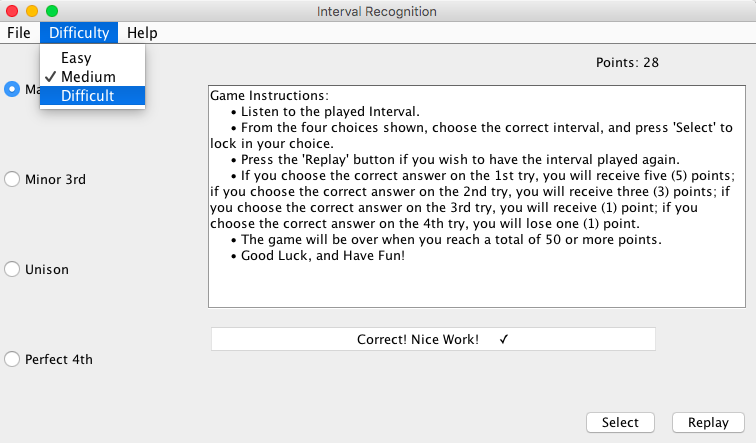 Interval Recognition
File Difficulty Help
Easy
✓ Medium
Difficult
Points: 28
Game Instructions:
• Listen to the played Interval.
• From the four choices shown, choose the correct interval, and press 'Select' to
lock in your choice.
• Press the 'Replay' button if you wish to have the interval played again.
• If you choose the correct answer on the 1st try, you will receive five (5) points;
if you choose the correct answer on the 2nd try, you will receive three (3) points; if
you choose the correct answer on the 3rd try, you will receive (1) point; if you
choose the correct answer on the 4th try, you will lose one (1) point.
• The game will be over when you reach a total of 50 or more points.
• Good Luck, and Have Fun!
Minor 3rd
Unison
Perfect 4th
Correct! Nice Work! ✓
Select Replay